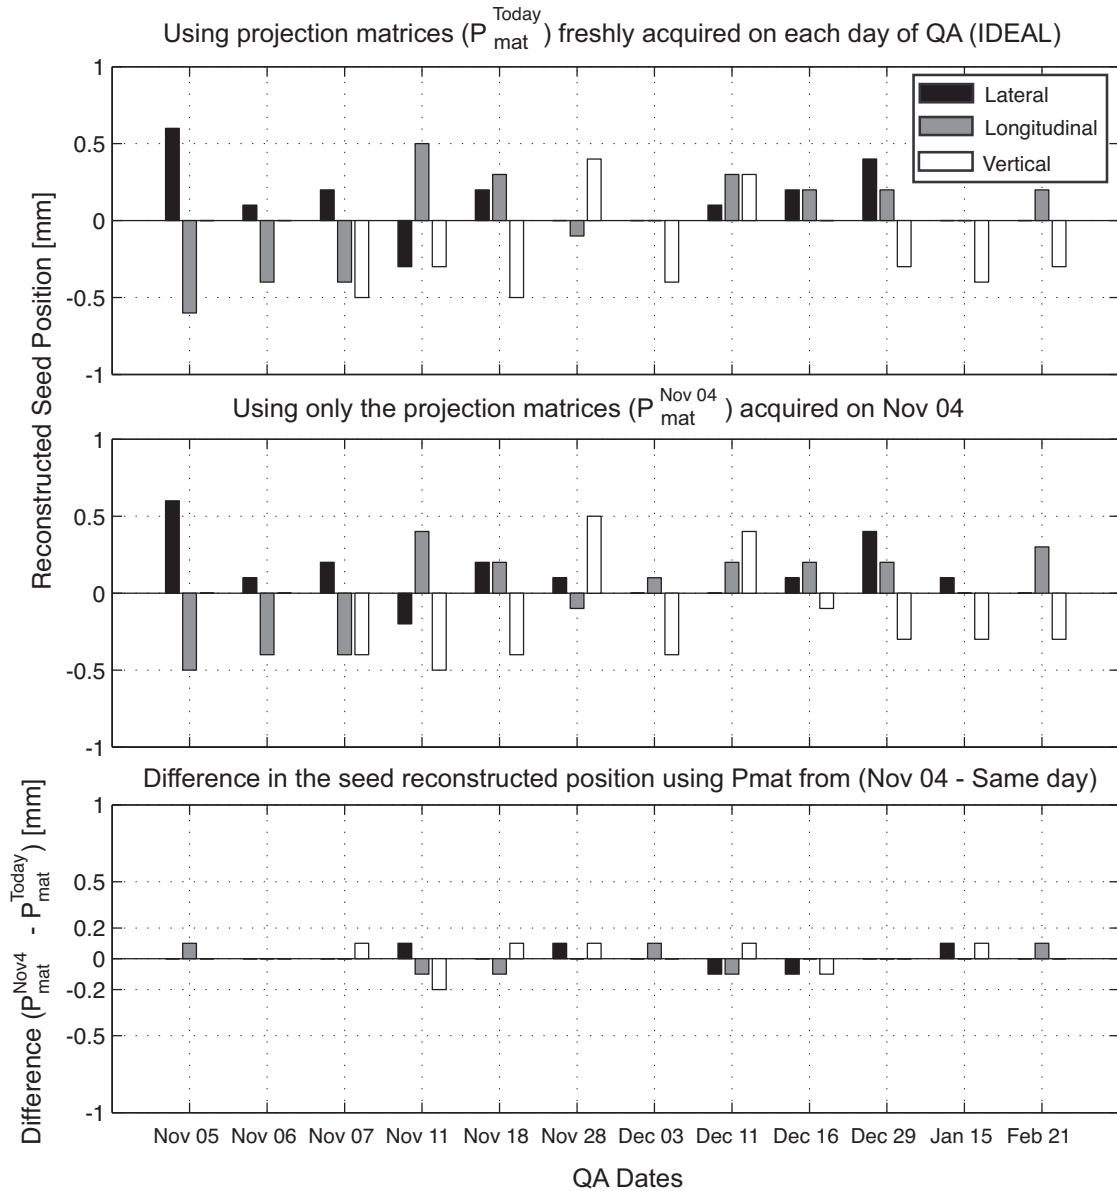 Using projection matrices (P mat Today) freshly acquired on each day of QA (IDEAL)
1
0.5
0
-0.5
-1
Lateral
Longitudinal
Vertical
Reconstructed Seed Position [mm]
Using only the projection matrices (P mat Nov 04) acquired on Nov 04
1
0.5
0
-0.5
-1
Difference in the seed reconstructed position using Pmat from (Nov 04 - Same day)
Difference (P mat Nov4 - P mat Today) [mm]
1
0.5
0.2
0
-0.2
-0.5
-1
Nov 05 Nov 06 Nov 07 Nov 11 Nov 18 Nov 28 Dec 03 Dec 11 Dec 16 Dec 29 Jan 15 Feb 21
QA Dates